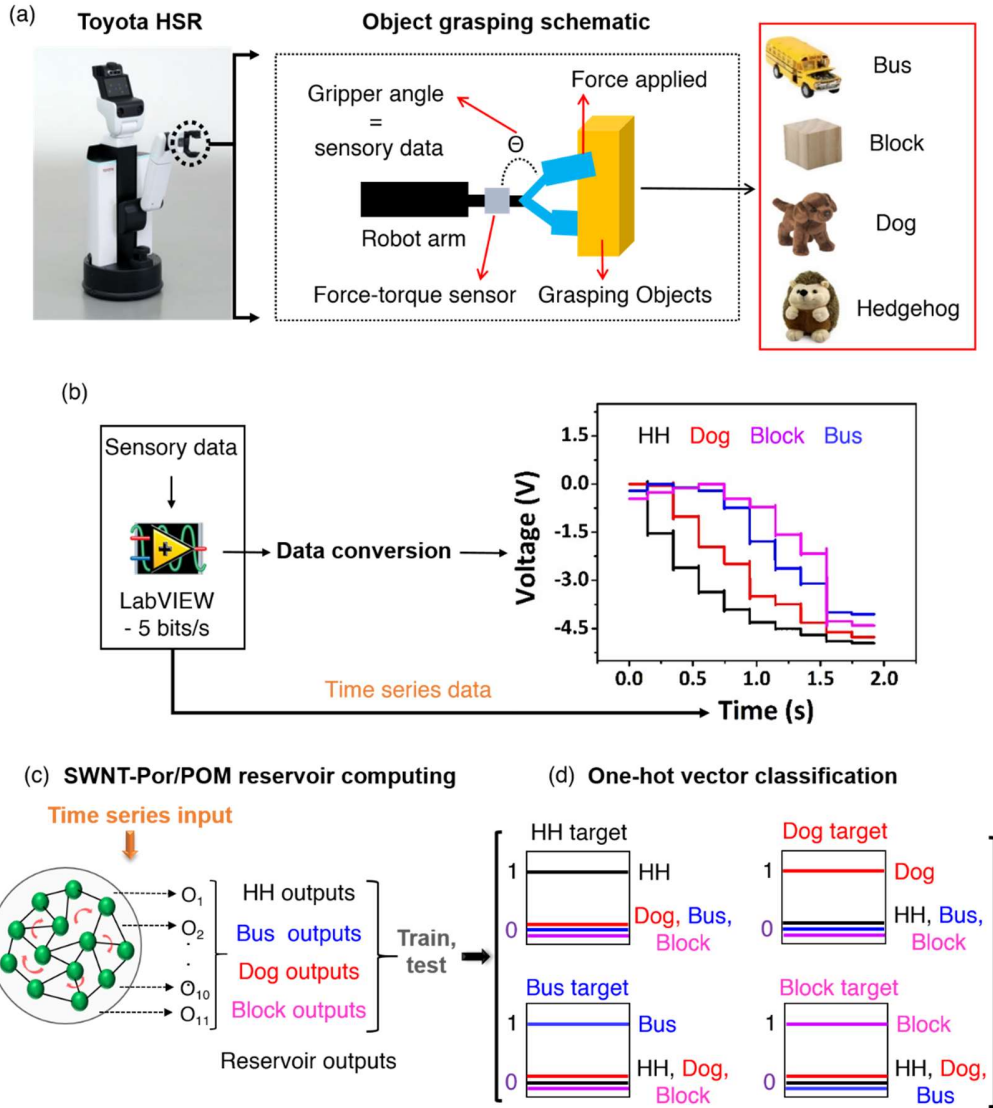 (a)
Toyota HSR
Object grasping schematic
Gripper angle
=
sensory data
Θ
Force applied
Robot arm
Force-torque sensor
Grasping Objects
Bus
Block
Dog
Hedgehog
(b)
Sensory data
LabVIEW
- 5 bits/s
Data conversion
Time series data
HH Dog Block Bus
Voltage (V)
1.5
0.0
-1.5
-3.0
-4.5
0.0 0.5 1.0 1.5 2.0
Time (s)
(c) SWNT-Por/POM reservoir computing
Time series input
O1
O2
O10
O11
HH outputs
Bus outputs
Dog outputs
Block outputs
Reservoir outputs
Train,
test
(d) One-hot vector classification
HH target
1
HH
0
Dog, Bus,
Block
Dog target
1
Dog
0
HH, Bus,
Block
Bus target
1
Bus
0
HH, Dog,
Block
Block target
1
Block
0
HH, Dog,
Bus